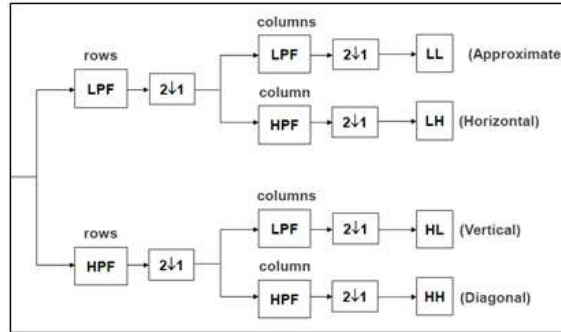 columns
rows
LPF 2↓1 LL (Approximate
LPF 2↓1
column
HPF 2↓1 LH (Horizontal)
columns
rows
LPF 2↓1 HL (Vertical)
HPF 2↓1
column
HPF 2↓1 HH (Diagonal)